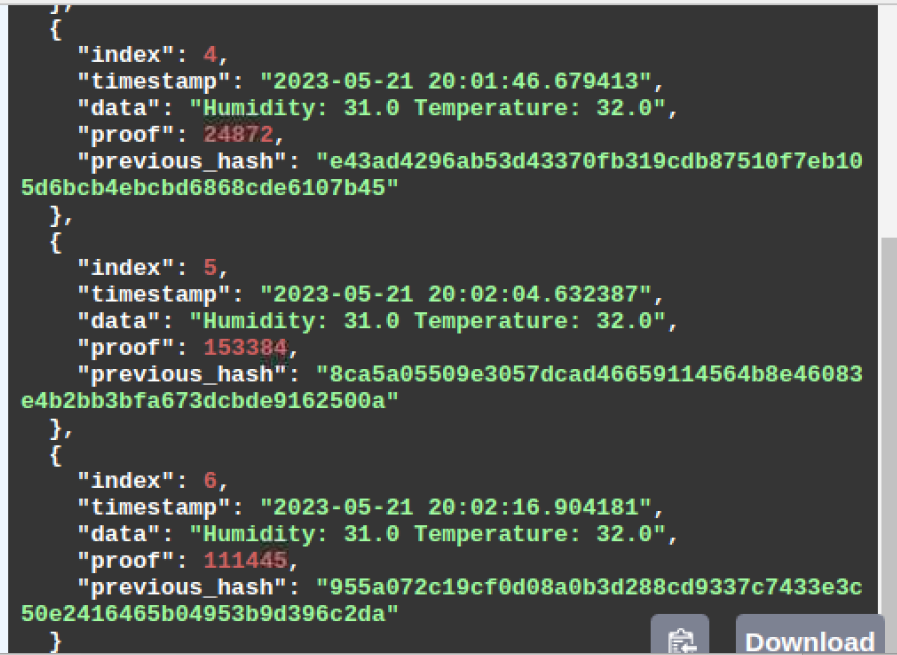 },
{
"index": 4,
"timestamp": "2023-05-21 20:01:46.679413",
"data": "Humidity: 31.0 Temperature: 32.0",
"proof": 24872,
"previous_hash": "e43ad4296ab53d43370fb319cdb87510f7eb10
5d6bcb4ebcbd6868cde6107b45"
},
{
"index": 5,
"timestamp": "2023-05-21 20:02:04.632387",
"data": "Humidity: 31.0 Temperature: 32.0",
"proof": 153384,
"previous_hash": "8ca5a05509e3057dcad46659114564b8e46083
e4b2bb3bfa673dcbde9162500a"
},
{
"index": 6,
"timestamp": "2023-05-21 20:02:16.904181",
"data": "Humidity: 31.0 Temperature: 32.0",
"proof": 111445,
"previous_hash": "955a072c19cf0d08a0b3d288cd9337c7433e3c
50e2416465b04953b9d396c2da"
}
Download